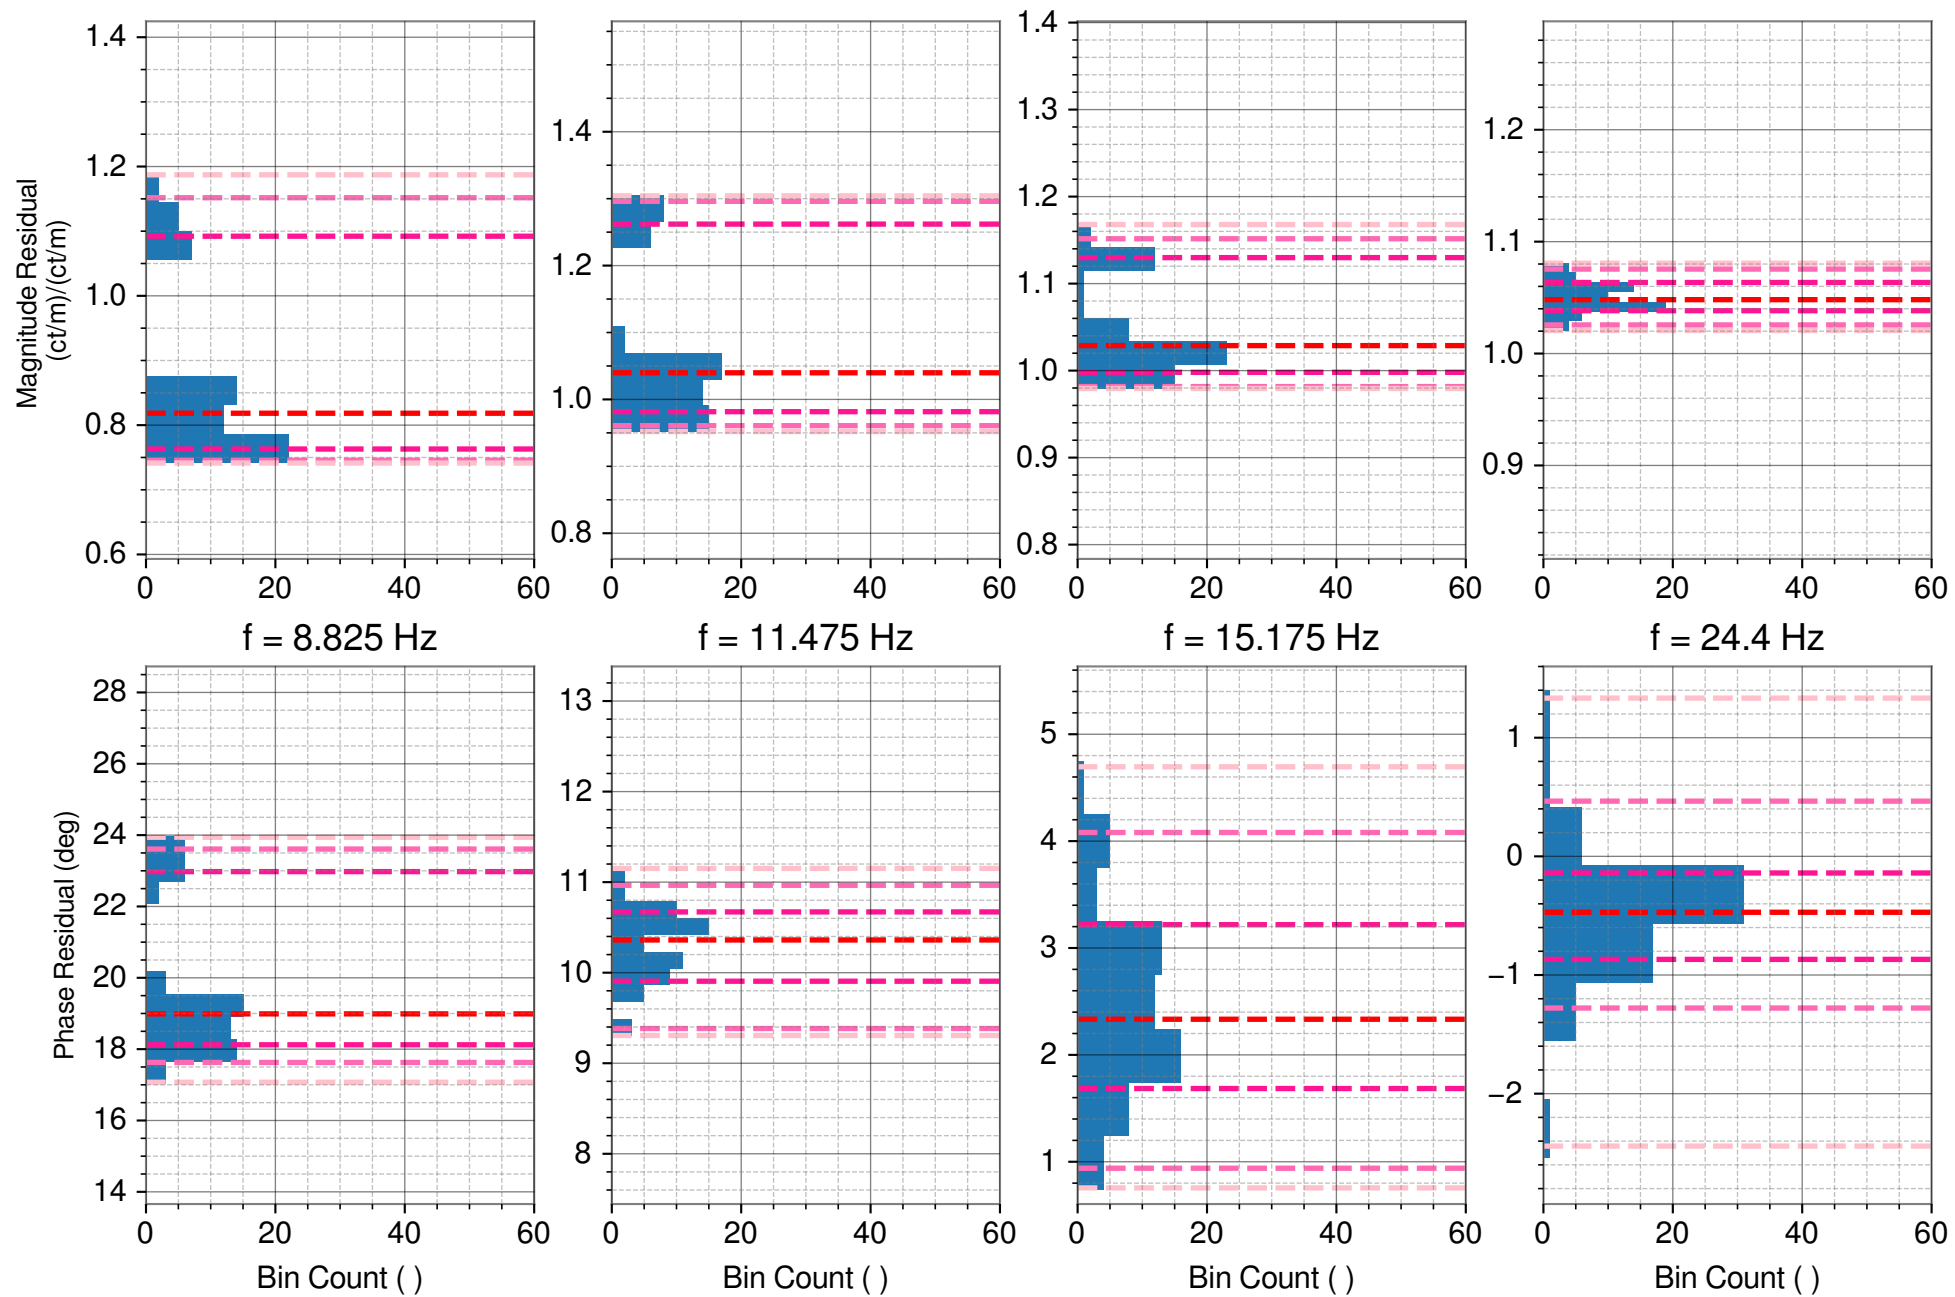 Magnitude Residual
(ct/m)/(ct/m)
1.4
1.2
1.0
0.8
0.6
0 20 40 60
1.4
1.2
1.0
0.8
0 20 40 60
1.4
1.3
1.2
1.1
1.0
0.9
0.8
0 20 40 60
1.2
1.1
1.0
0.9
0 20 40 60
f = 8.825 Hz
f = 11.475 Hz
f = 15.175 Hz
f = 24.4 Hz
Phase Residual (deg)
28
26
24
22
20
18
16
14
0 20 40 60
Bin Count ( )
13
12
11
10
9
8
0 20 40 60
Bin Count ( )
5
4
3
2
1
0 20 40 60
Bin Count ( )
1
0
−1
−2
0 20 40 60
Bin Count ( )